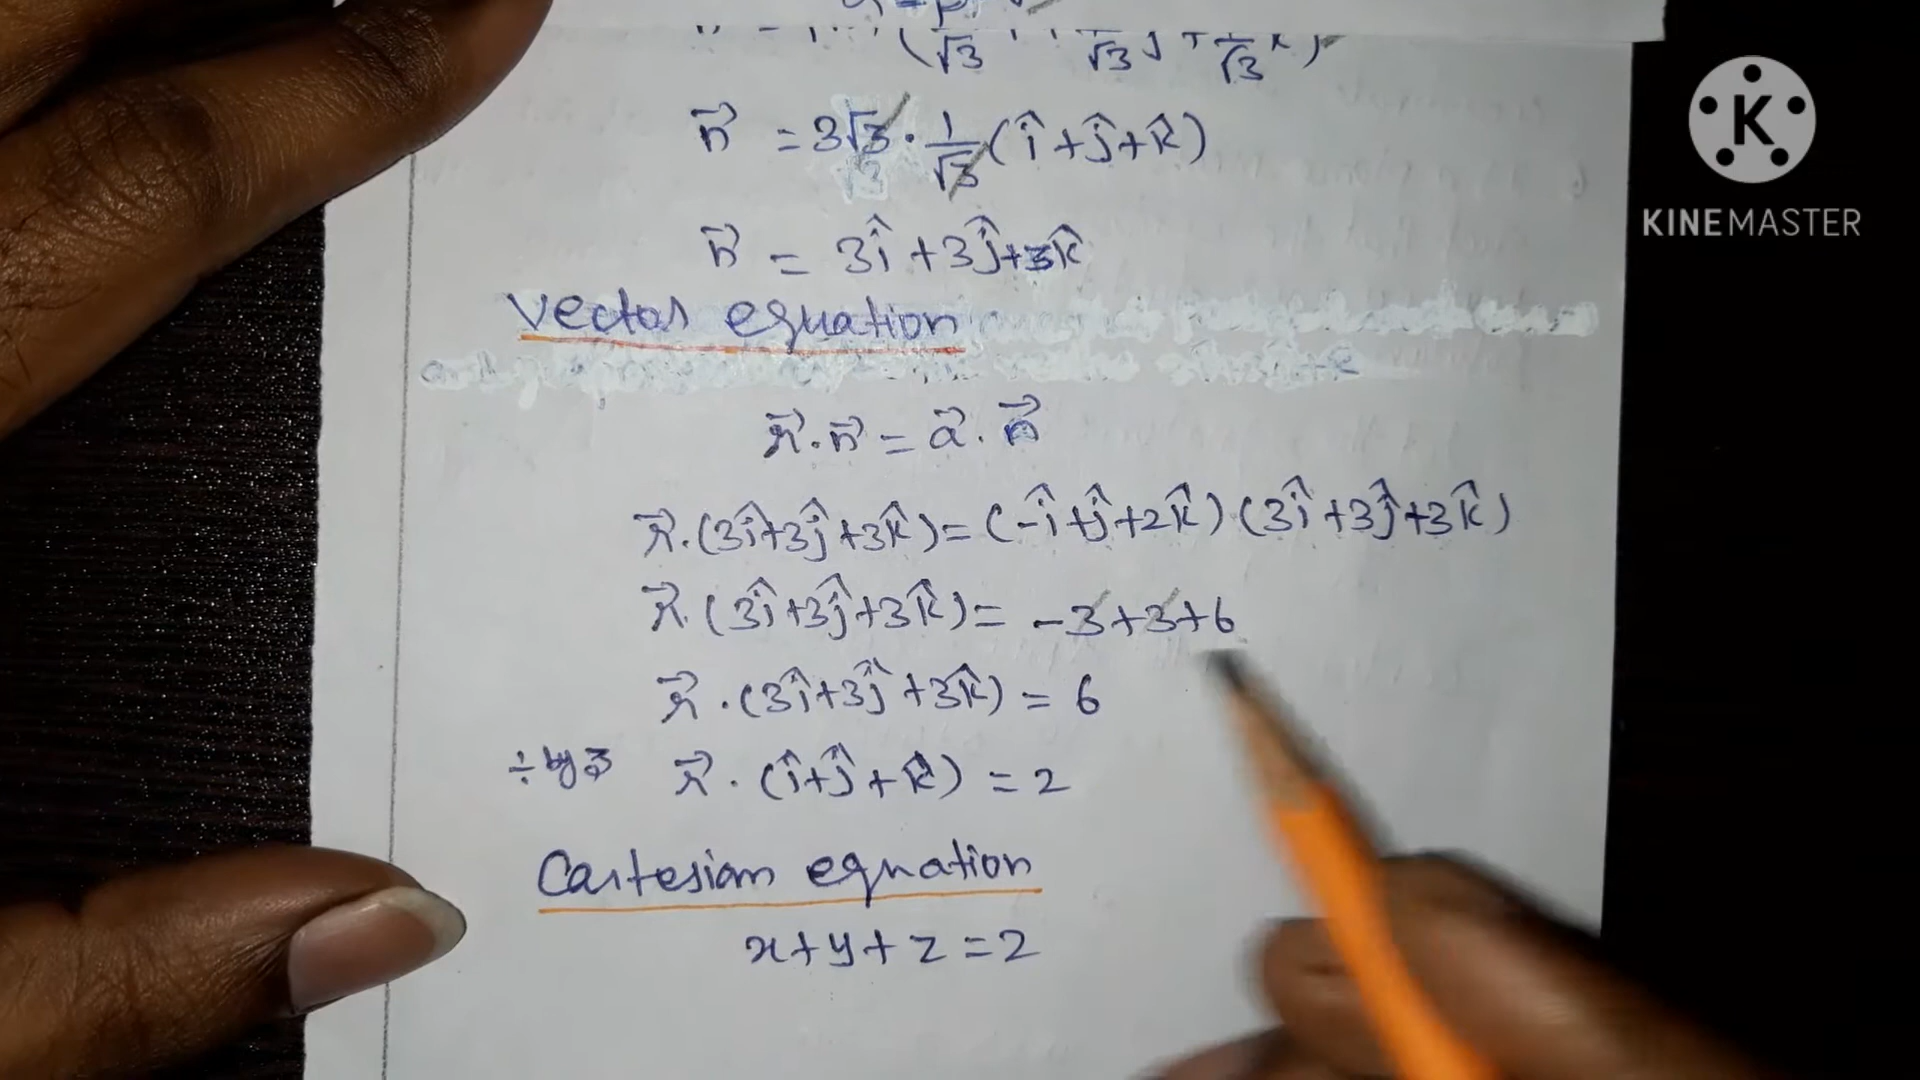 n⃗ = 3√3 · 1/√3 (î + ĵ + k̂)
n⃗ = 3î + 3ĵ + 3k̂
Vector equation
r⃗ . n⃗ = a⃗ . n⃗
r⃗ . (3î + 3ĵ + 3k̂) = (-î + ĵ + 2k̂) (3î + 3ĵ + 3k̂)
r⃗ . (3î + 3ĵ + 3k̂) = -3 + 3 + 6
r⃗ . (3î + 3ĵ + 3k̂) = 6
÷ by 3 r⃗ . (î + ĵ + k̂) = 2
Cartesian equation
x + y + z = 2
K
KINEMASTER